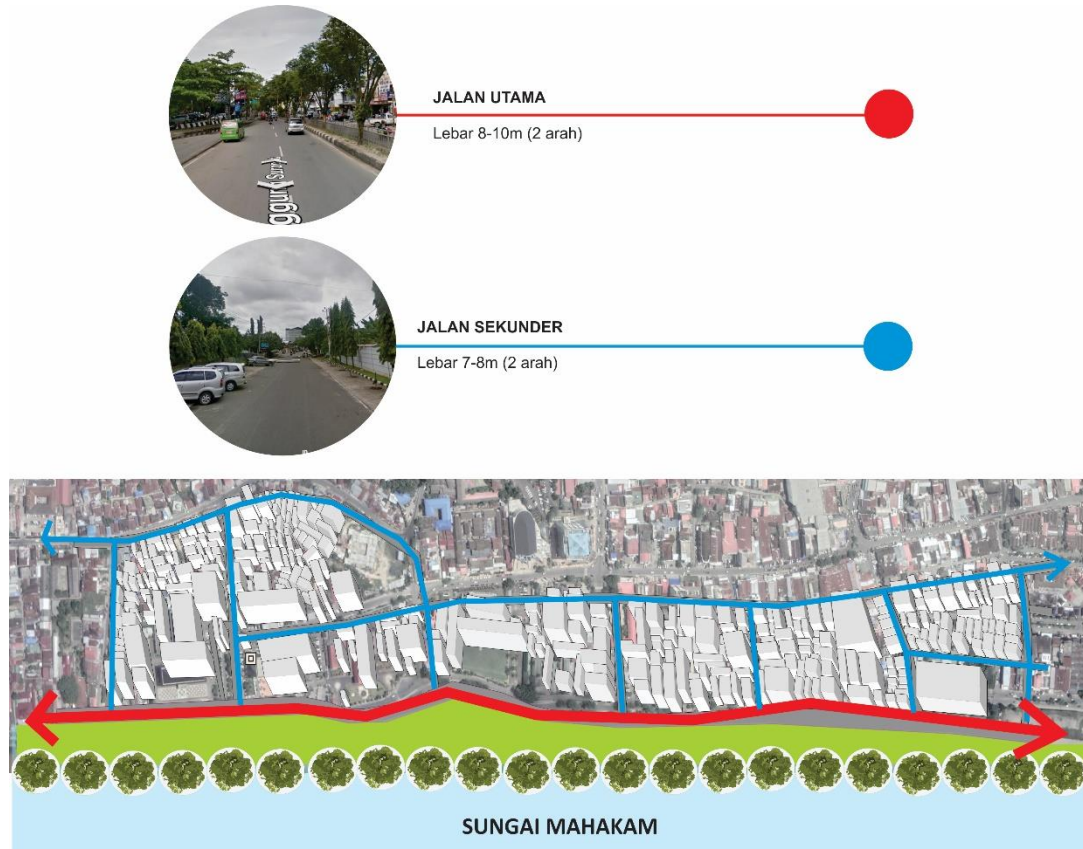 JALAN UTAMA
Lebar 8-10m (2 arah)
JALAN SEKUNDER
Lebar 7-8m (2 arah)
SUNGAI MAHAKAM